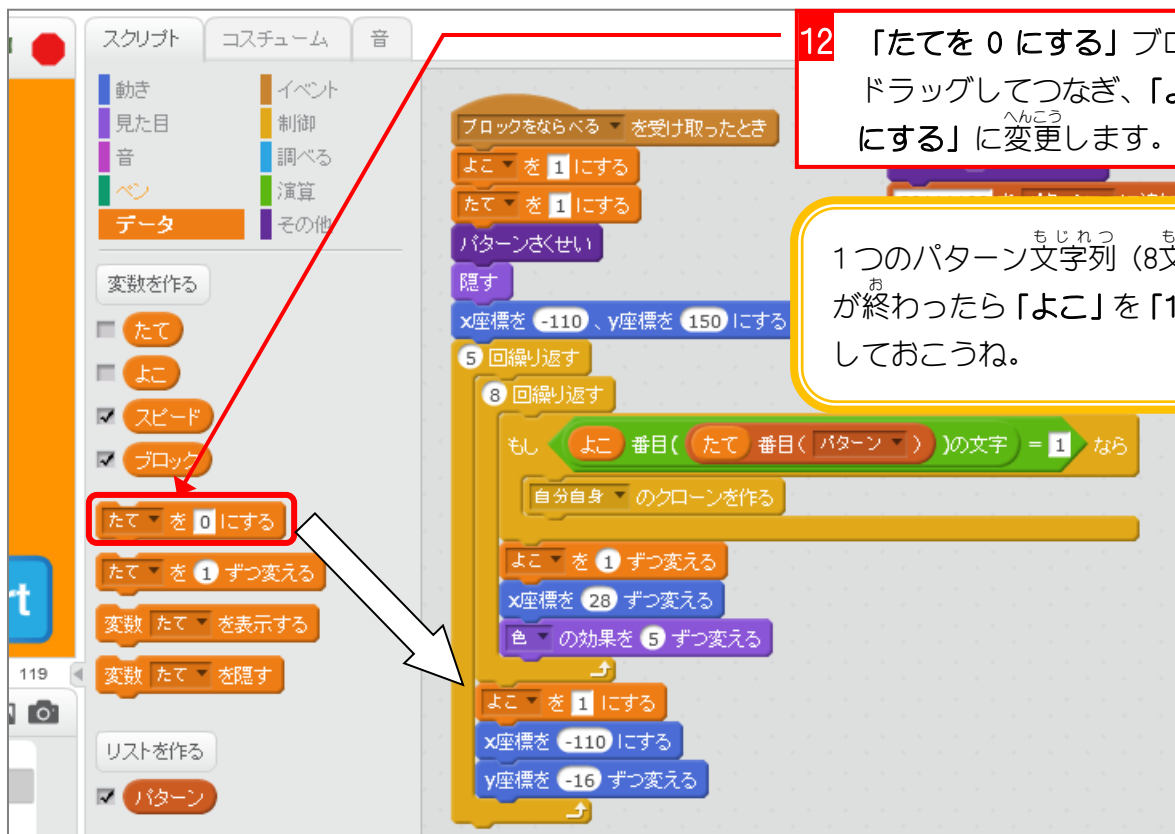 スクリプト コスチューム 音
動き イベント
見た目 制御
音 調べる
ペン 演算
データ その他
変数を作る
たて
よこ
スピード
ブロック
たて を 0 にする
たて を 1 ずつ変える
変数 たて を表示する
変数 たて を隠す
リストを作る
パターン
rt
119
ブロックをならべる を受け取ったとき
よこ を 1 にする
たて を 1 にする
パターンさくせい
隠す
x座標を -110 、y座標を 150 にする
5 回繰り返す
8 回繰り返す
もし よこ 番目( たて 番目( パターン ) )の文字 = 1 なら
自分自身 のクローンを作る
よこ を 1 ずつ変える
x座標を 28 ずつ変える
色 の効果を 5 ずつ変える
よこ を 1 にする
x座標を -110 にする
y座標を -16 ずつ変える
12 「たてを 0 にする」ブロ
ドラッグしてつなぎ、「よ
へんこう
にする」に変更します。
もじれつ も
1つのパターン文字列（8文
お
が終わったら「よこ」を「1
しておこうね。